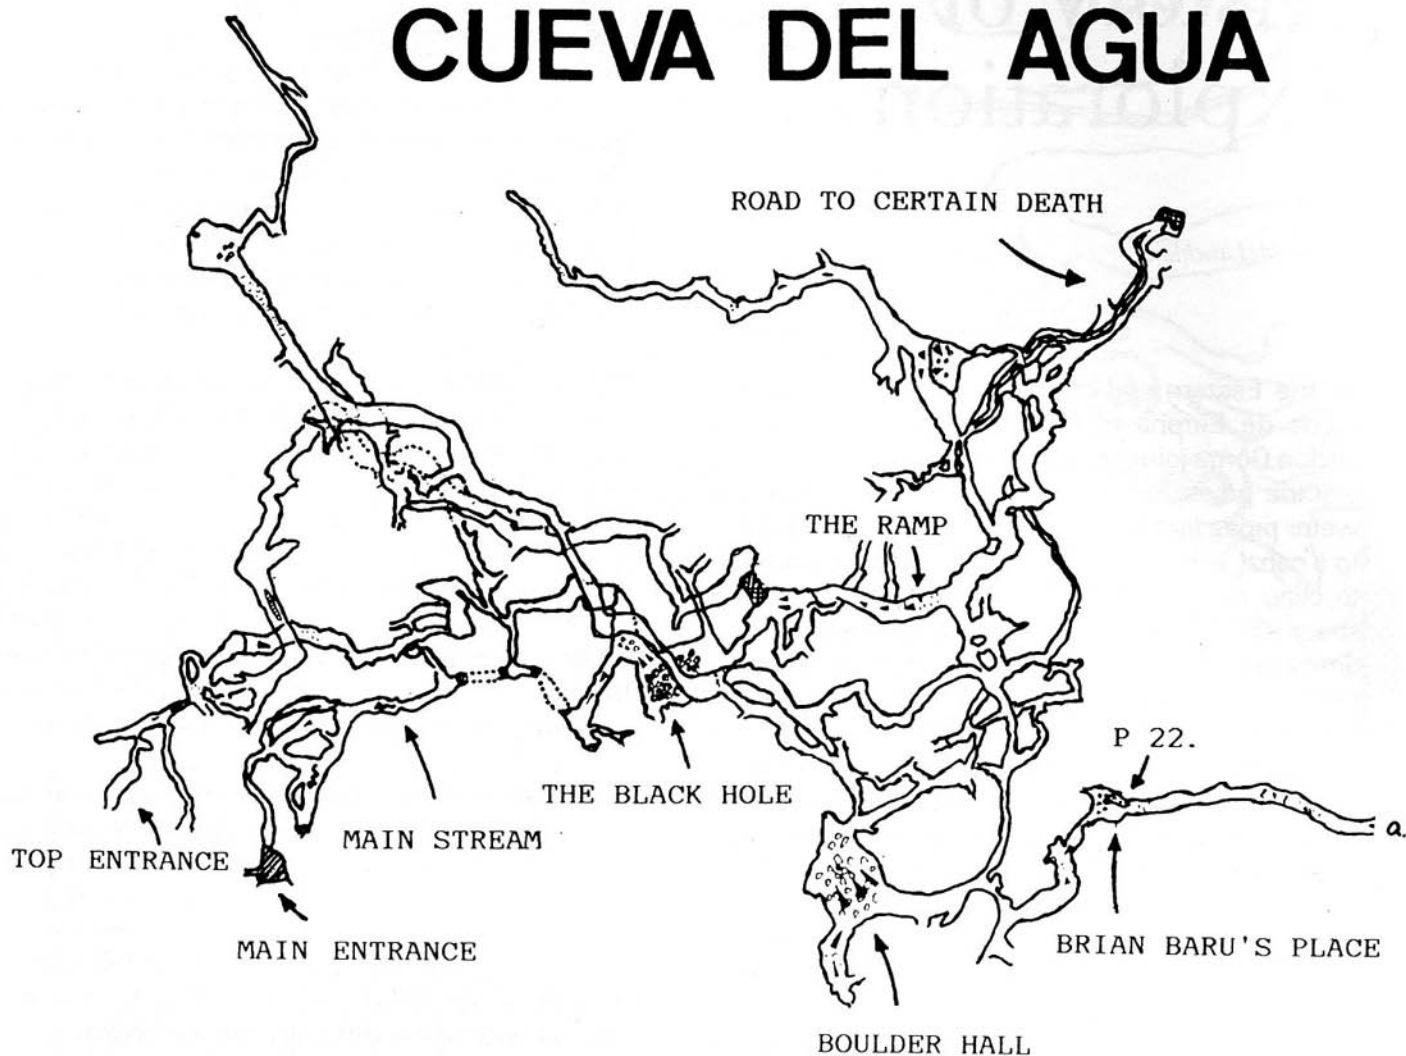 CUEVA DEL AGUA
ROAD TO CERTAIN DEATH
THE RAMP
P 22.
THE BLACK HOLE
MAIN STREAM
TOP ENTRANCE
a.
MAIN ENTRANCE
BRIAN BARU'S PLACE
BOULDER HALL